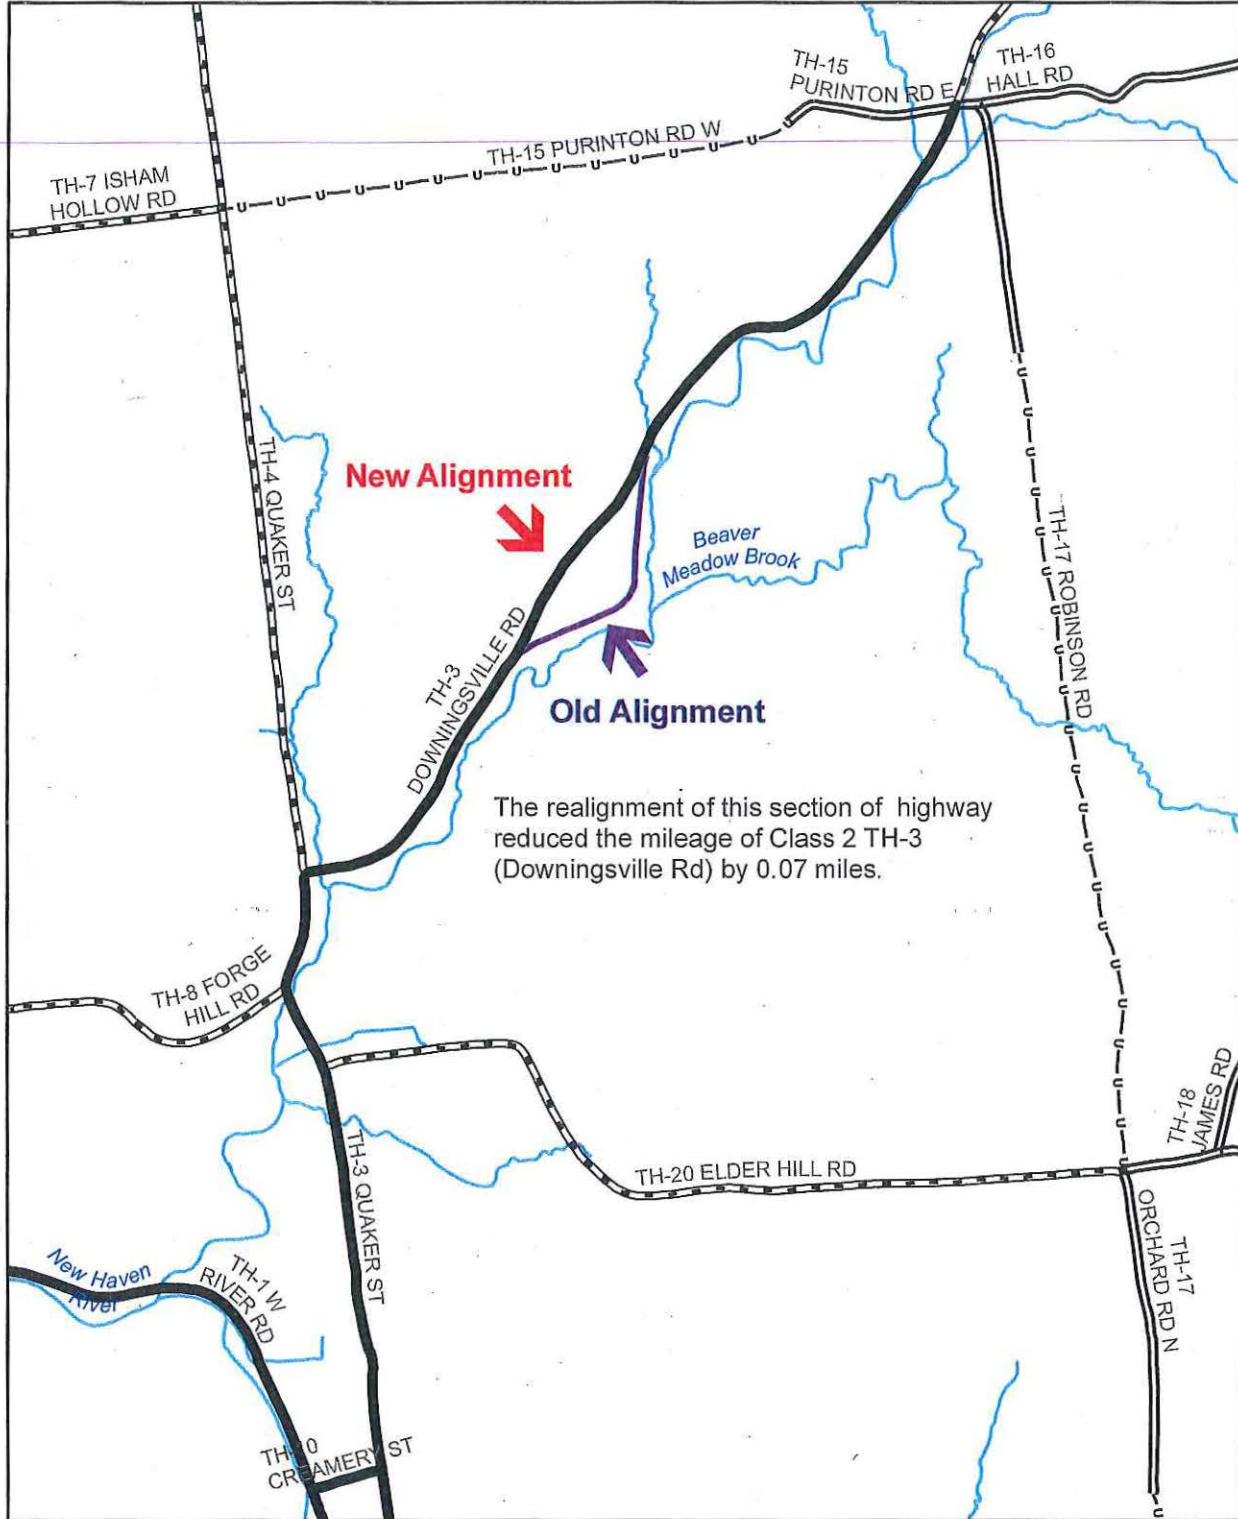 TH-15
PURINTON RD E
TH-16
HALL RD
TH-15 PURINTON RD W
TH-7 ISHAM
HOLLOW RD
TH-4 QUAKER ST
New Alignment
Beaver
Meadow Brook
TH-17 ROBINSON RD
TH-3
DOWNINGSVILLE RD
Old Alignment
The realignment of this section of highway
reduced the mileage of Class 2 TH-3
(Downingsville Rd) by 0.07 miles.
TH-8 FORGE
HILL RD
TH-18
JAMES RD
TH-3 QUAKER ST
TH-20 ELDER HILL RD
TH-17
ORCHARD RD N
New Haven
River
TH-1 W
RIVER RD
CREAMERY ST